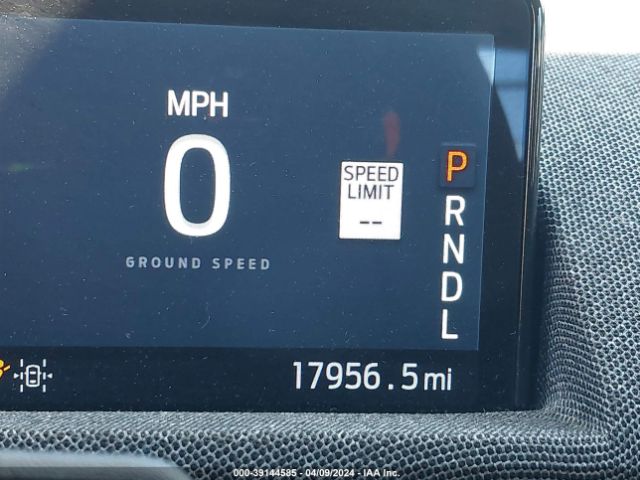 MPH
0
GROUND SPEED
SPEED
LIMIT
--
P
R
N
D
L
17956.5mi
000-39144585 - 04/09/2024 - IAA Inc.